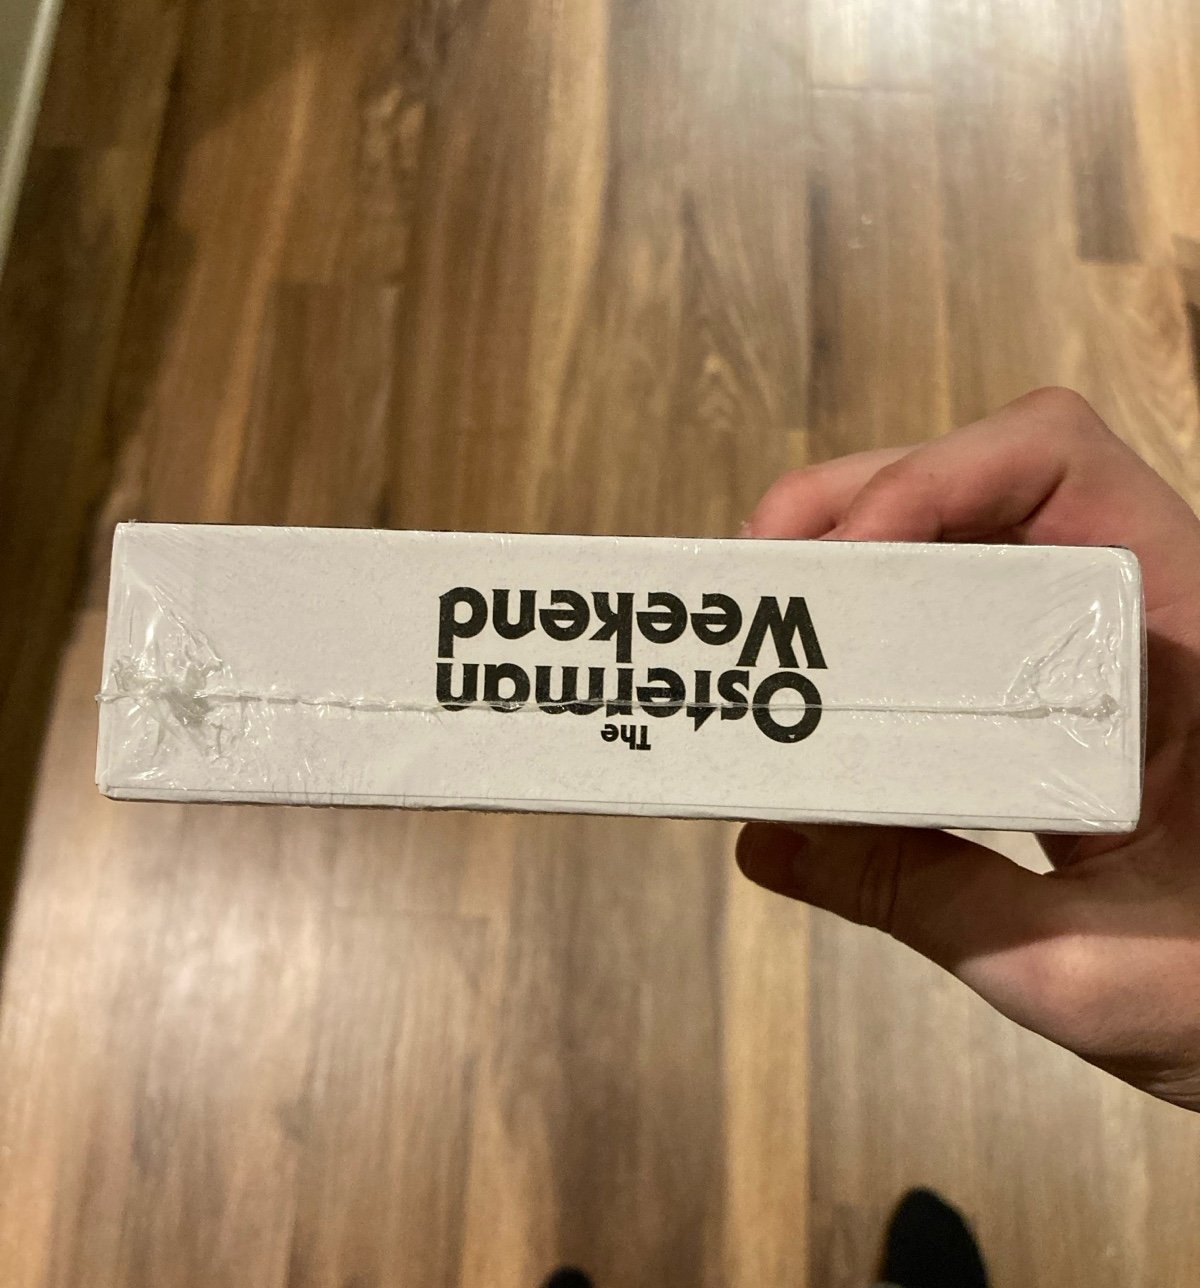 The
Osterman
Weekend